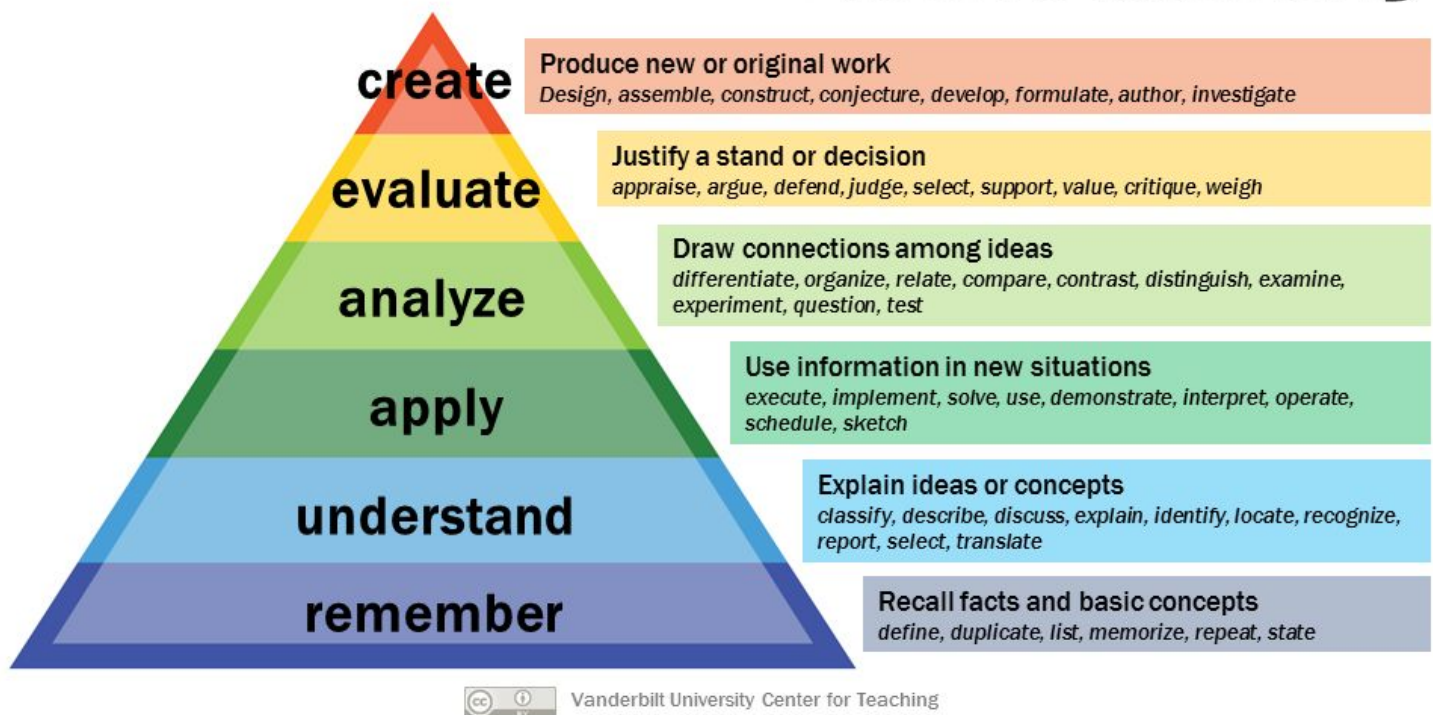 create
Produce new or original work
Design, assemble, construct, conjecture, develop, formulate, author, investigate
evaluate
Justify a stand or decision
appraise, argue, defend, judge, select, support, value, critique, weigh
analyze
Draw connections among ideas
differentiate, organize, relate, compare, contrast, distinguish, examine,
experiment, question, test
apply
Use information in new situations
execute, implement, solve, use, demonstrate, interpret, operate,
schedule, sketch
understand
Explain ideas or concepts
classify, describe, discuss, explain, identify, locate, recognize,
report, select, translate
remember
Recall facts and basic concepts
define, duplicate, list, memorize, repeat, state
cc
Vanderbilt University Center for Teaching